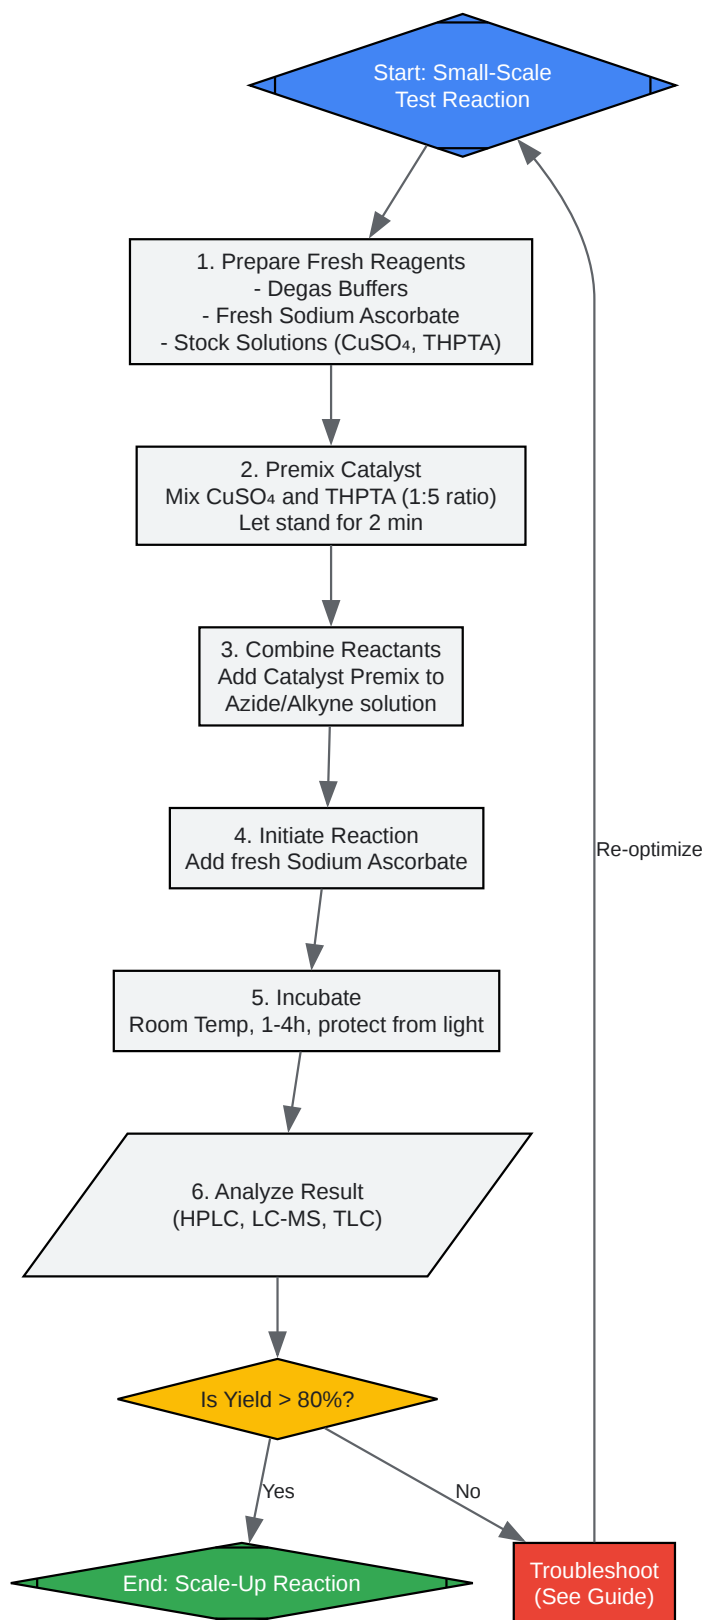 Start: Small-Scale
Test Reaction
1. Prepare Fresh Reagents
- Degas Buffers
- Fresh Sodium Ascorbate
- Stock Solutions (CuSO₄, THPTA)
2. Premix Catalyst
Mix CuSO₄ and THPTA (1:5 ratio)
Let stand for 2 min
3. Combine Reactants
Add Catalyst Premix to
Azide/Alkyne solution
4. Initiate Reaction
Add fresh Sodium Ascorbate
Re-optimize
5. Incubate
Room Temp, 1-4h, protect from light
6. Analyze Result
(HPLC, LC-MS, TLC)
Is Yield > 80%?
Yes
No
End: Scale-Up Reaction
Troubleshoot
(See Guide)